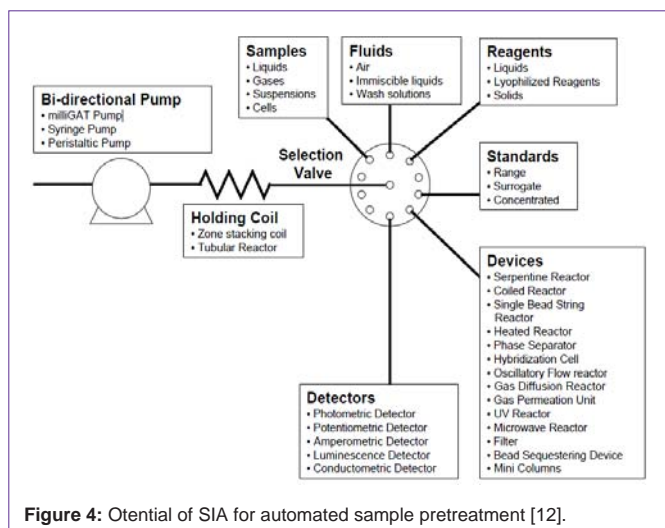 Samples
• Liquids
• Gases
• Suspensions
• Cells
Fluids
• Air
• Immiscible liquids
• Wash solutions
Reagents
• Liquids
• Lyophilized Reagents
• Solids
Bi-directional Pump
• milliGAT Pump
• Syringe Pump
• Peristaltic Pump
Selection
Valve
Standards
• Range
• Surrogate
• Concentrated
Holding Coil
• Zone stacking coil
• Tubular Reactor
Devices
• Serpentine Reactor
• Coiled Reactor
• Single Bead String
Reactor
• Heated Reactor
• Phase Separator
• Hybridization Cell
• Oscillatory Flow reactor
• Gas Diffusion Reactor
• Gas Permeation Unit
• UV Reactor
• Microwave Reactor
• Filter
• Bead Sequestering Device
• Mini Columns
Detectors
• Photometric Detector
• Potentiometric Detector
• Amperometric Detector
• Luminescence Detector
• Conductometric Detector
Figure 4: Otential of SIA for automated sample pretreatment [12].